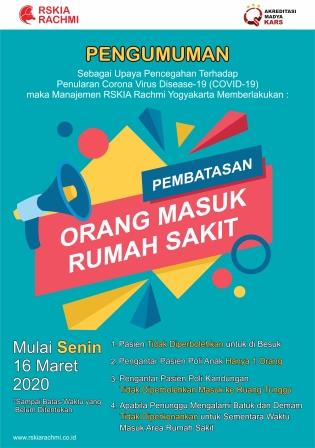 RSKIA
RACHMI
AKREDITASI
MADYA
KARS
PENGUMUMAN
Sebagai Upaya Pencegahan Terhadap
Penularan Corona Virus Disease-19 (COVID-19)
maka Manajemen RSKIA Rachmi Yogyakarta Memberlakukan :
PEMBATASAN
ORANG MASUK
RUMAH SAKIT
Mulai Senin
16 Maret
2020
*Sampai Batas Waktu yang
Belum Ditentukan
1. Pasien Tidak Diperbolehkan untuk di Besuk
2. Pengantar Pasien Poli Anak Hanya 1 Orang
3. Pengantar Pasien Poli Kandungan
Tidak Diperbolehkan Masuk ke Ruang Tunggu
4. Apabila Penunggu Mengalami Batuk dan Demam
Tidak Diperkenankan untuk Sementara Waktu
Masuk Area Rumah Sakit
www.rskiarachmi.co.id